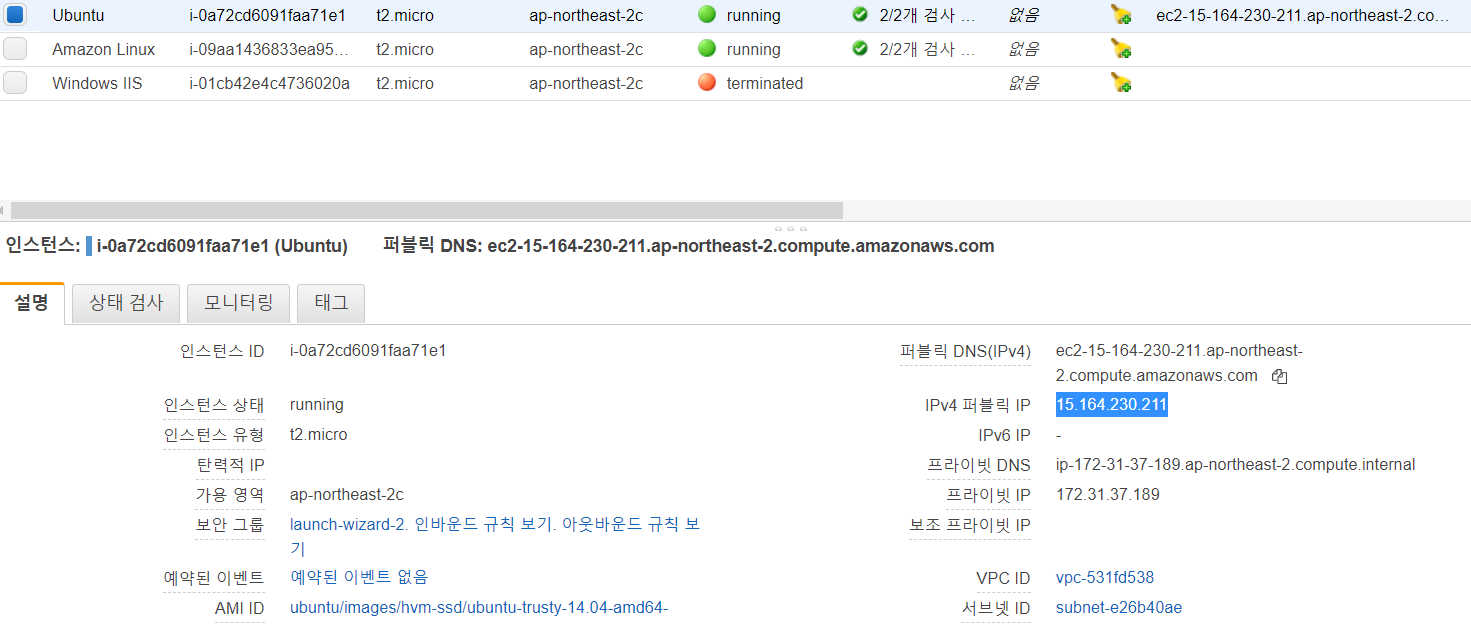 Ubuntu i-0a72cd6091faa71e1 t2.micro ap-northeast-2c running 2/2개 검사 ... 없음 ec2-15-164-230-211.ap-northeast-2.co...
Amazon Linux i-09aa1436833ea95... t2.micro ap-northeast-2c running 2/2개 검사 ... 없음
Windows IIS i-01cb42e4c4736020a t2.micro ap-northeast-2c terminated 없음
인스턴스: i-0a72cd6091faa71e1 (Ubuntu) 퍼블릭 DNS: ec2-15-164-230-211.ap-northeast-2.compute.amazonaws.com
설명 상태 검사 모니터링 태그
인스턴스 ID i-0a72cd6091faa71e1 퍼블릭 DNS(IPv4) ec2-15-164-230-211.ap-northeast-
2.compute.amazonaws.com
인스턴스 상태 running IPv4 퍼블릭 IP 15.164.230.211
인스턴스 유형 t2.micro IPv6 IP -
탄력적 IP 프라이빗 DNS ip-172-31-37-189.ap-northeast-2.compute.internal
가용 영역 ap-northeast-2c 프라이빗 IP 172.31.37.189
보안 그룹 launch-wizard-2. 인바운드 규칙 보기. 아웃바운드 규칙 보 보조 프라이빗 IP
기
예약된 이벤트 예약된 이벤트 없음 VPC ID vpc-531fd538
AMI ID ubuntu/images/hvm-ssd/ubuntu-trusty-14.04-amd64- 서브넷 ID subnet-e26b40ae